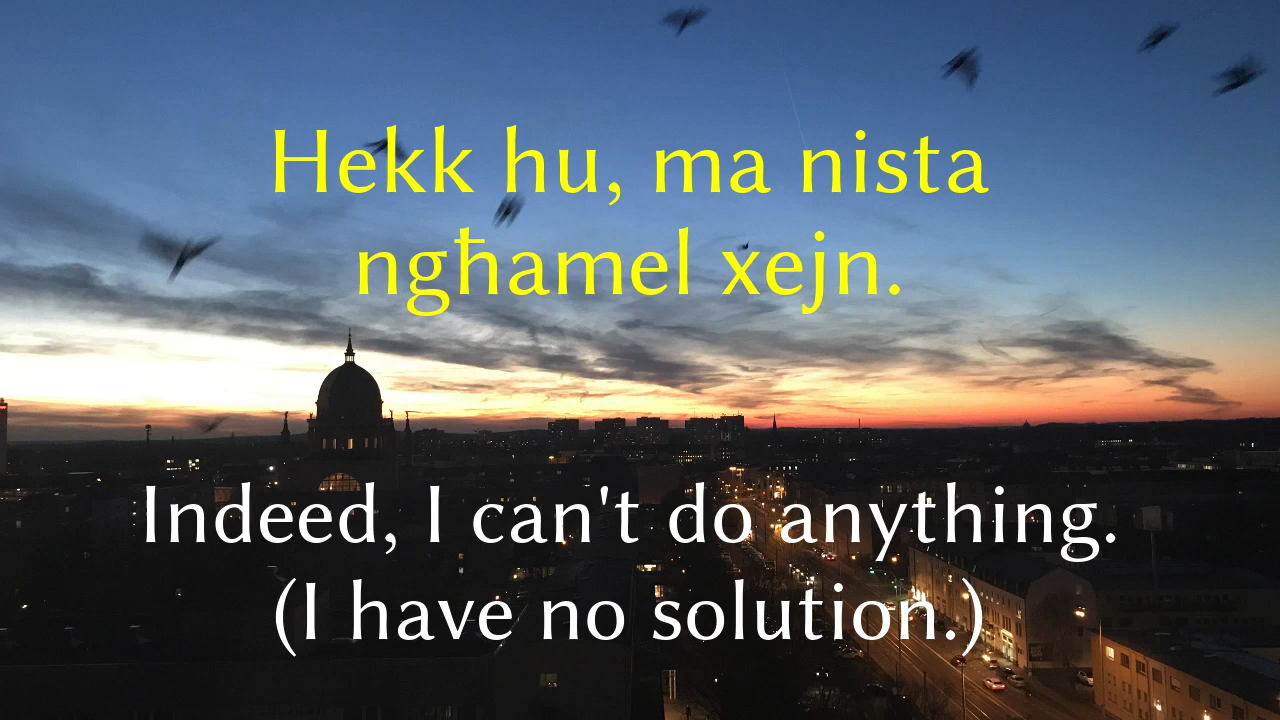 Hekk hu, ma nista
ngħamel xejn.
Indeed, I can't do anything.
(I have no solution.)